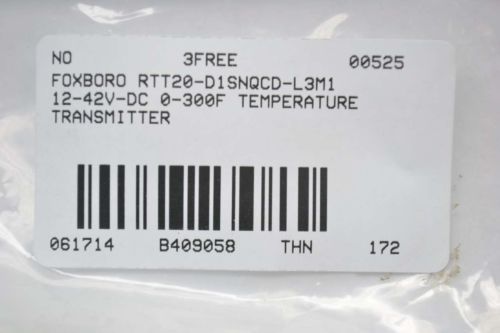 NO 3FREE 00525
FOXBORO RTT20-D1SNQCD-L3M1
12-42V-DC 0-300F TEMPERATURE
TRANSMITTER
061714 B409058 THN 172